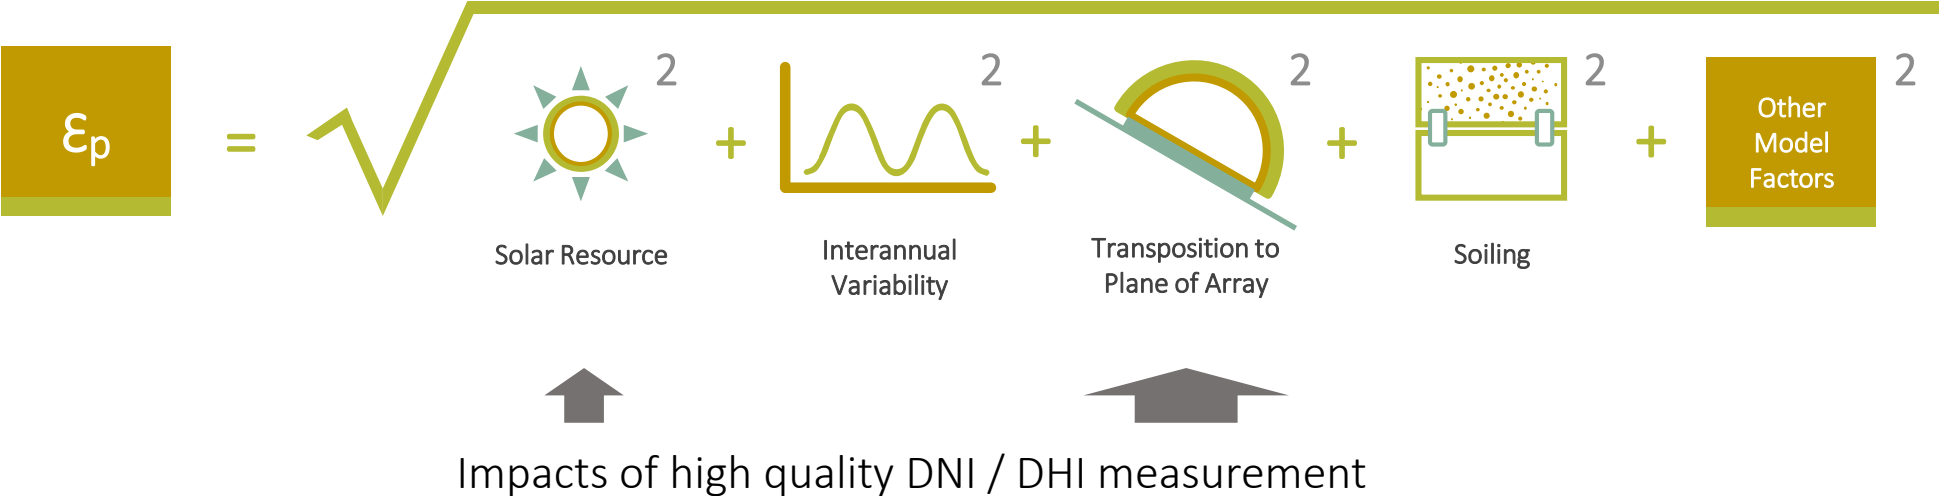 εp
=
2
+
2
+
2
+
2
+
2
Other
Model
Factors
Solar Resource
Interannual
Variability
Transposition to
Plane of Array
Soiling
Impacts of high quality DNI / DHI measurement